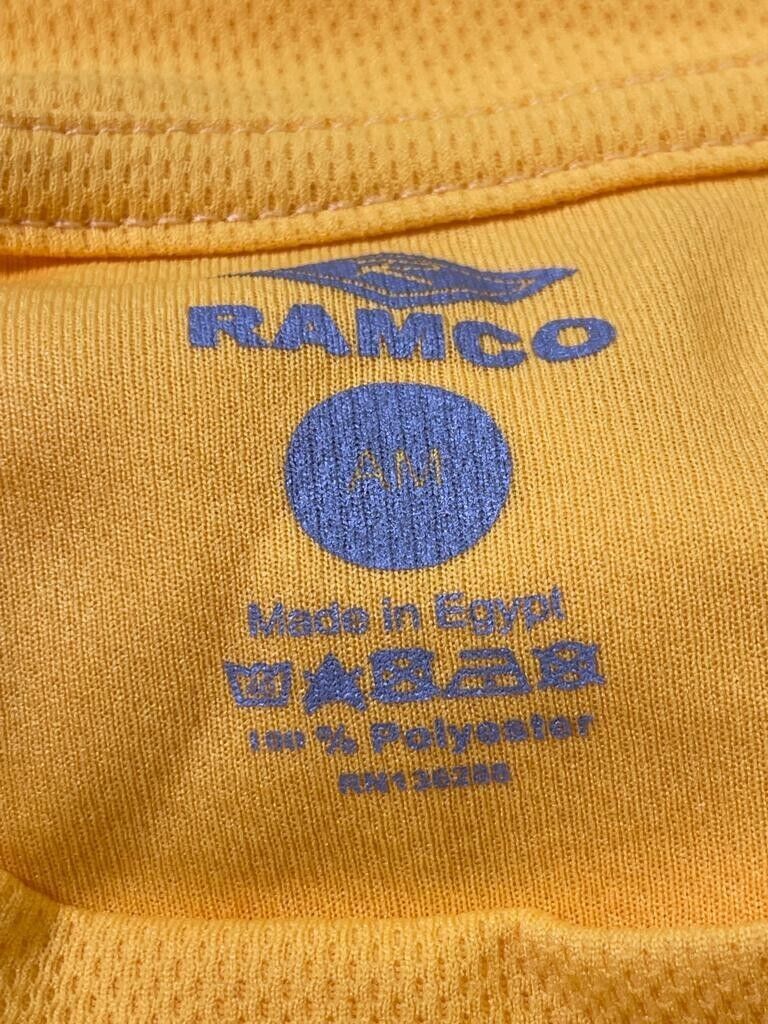 RAMCO
AM
Made in Egypt
100 % Polyester